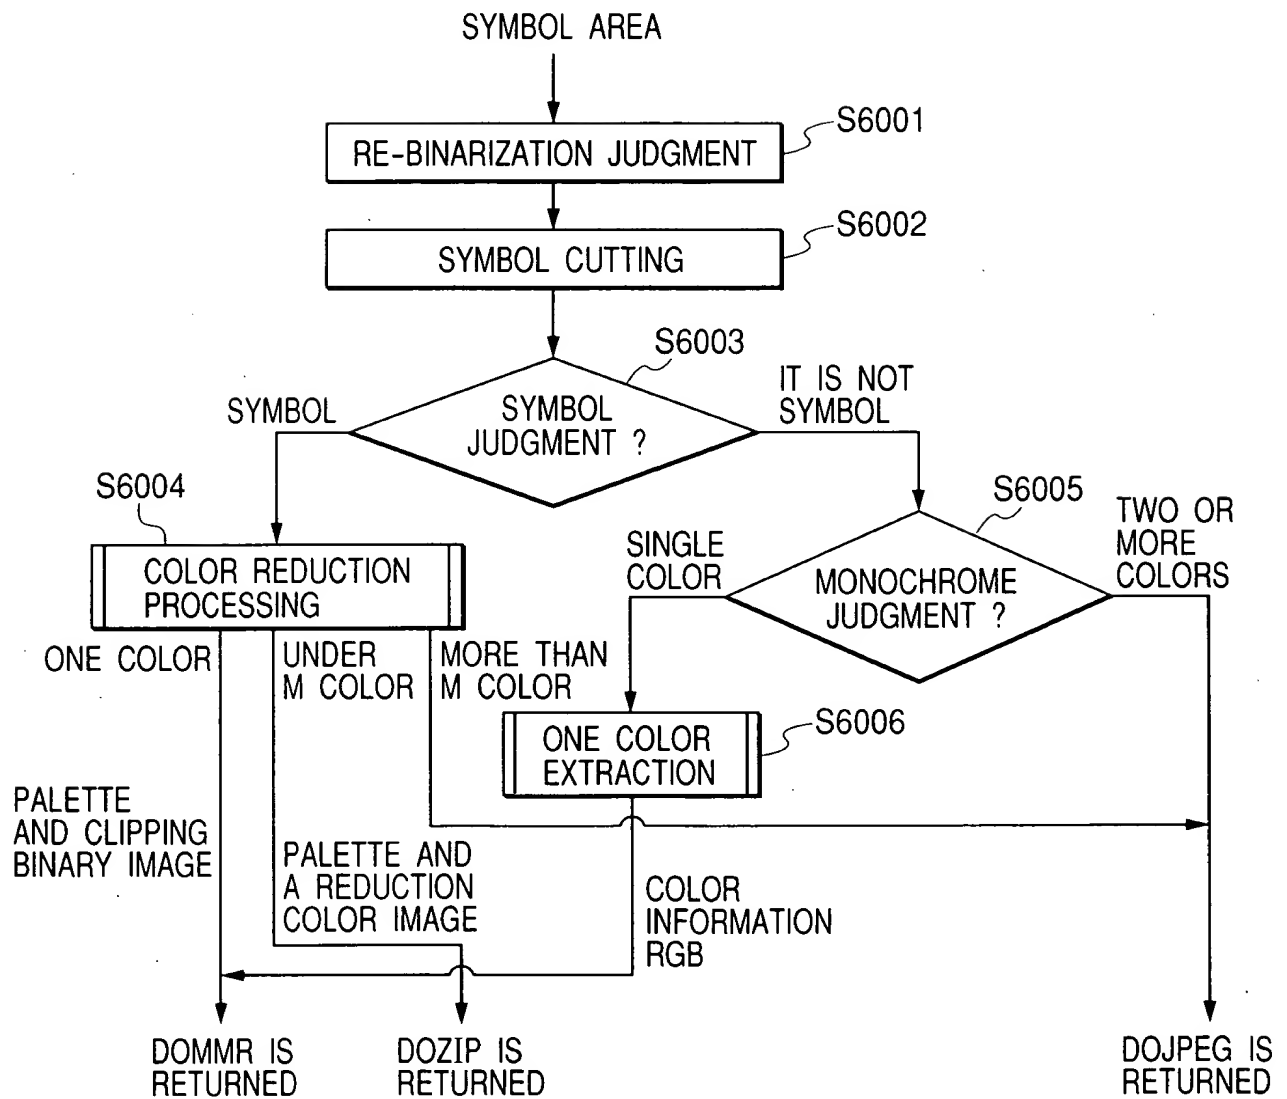 SYMBOL AREA
S6001
RE-BINARIZATION JUDGMENT
S6002
SYMBOL CUTTING
S6003
SYMBOL
JUDGMENT ?
SYMBOL
IT IS NOT
SYMBOL
S6004
COLOR REDUCTION
PROCESSING
S6005
MONOCHROME
JUDGMENT ?
SINGLE
COLOR
TWO OR
MORE
COLORS
ONE COLOR
UNDER
M COLOR
MORE THAN
M COLOR
S6006
ONE COLOR
EXTRACTION
PALETTE
AND CLIPPING
BINARY IMAGE
PALETTE AND
A REDUCTION
COLOR IMAGE
COLOR
INFORMATION
RGB
DOMMR IS
RETURNED
DOZIP IS
RETURNED
DOJPEG IS
RETURNED